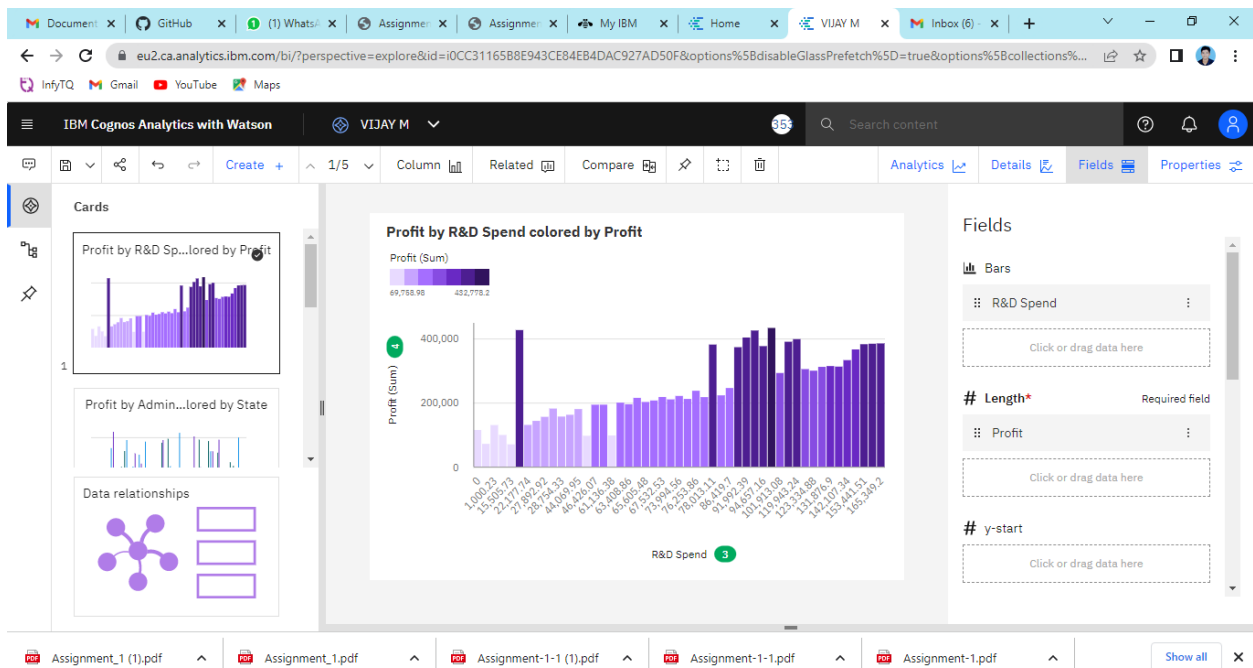 Document
GitHub
(1) WhatsA
Assignmen
Assignmen
My IBM
Home
VIJAY M
Inbox (6) -
eu2.ca.analytics.ibm.com/bi/?perspective=explore&id=i0CC31165B8E943CE84EB4DAC927AD50F&options%5BdisableGlassPrefetch%5D=true&options%5Bcollections%...
InfyTQ
Gmail
YouTube
Maps
IBM Cognos Analytics with Watson
VIJAY M
353
Search content
Create +
1/5
Column
Related
Compare
Analytics
Details
Fields
Properties
Cards
Profit by R&D Sp...lored by Profit
1
Profit by Admin...lored by State
Data relationships
Profit by R&D Spend colored by Profit
Profit (Sum)
69,758.98 432,778.2
Profit (Sum) 4
400,000
200,000
0
0
1,000.23
15,505.73
22,177.74
27,892.92
28,754.33
44,069.95
46,426.07
61,136.38
63,408.86
65,605.48
67,532.53
73,994.56
76,253.86
78,013.11
86,419.7
91,992.39
94,657.16
101,913.08
119,943.24
123,334.88
131,876.9
142,107.34
153,441.51
165,349.2
R&D Spend 3
Fields
Bars
R&D Spend
Click or drag data here
# Length* Required field
Profit
Click or drag data here
# y-start
Click or drag data here
PDF Assignment_1 (1).pdf
PDF Assignment_1.pdf
PDF Assignment-1-1 (1).pdf
PDF Assignment-1-1.pdf
PDF Assignment-1.pdf
Show all